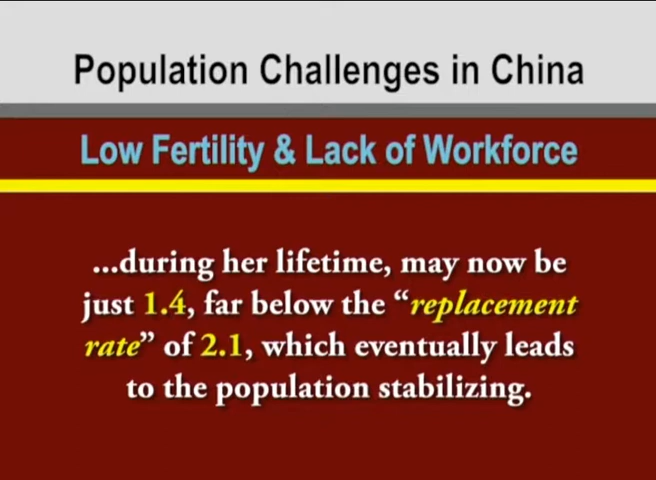 Population Challenges in China
Low Fertility & Lack of Workforce
...during her lifetime, may now be
just 1.4, far below the “replacement
rate” of 2.1, which eventually leads
to the population stabilizing.